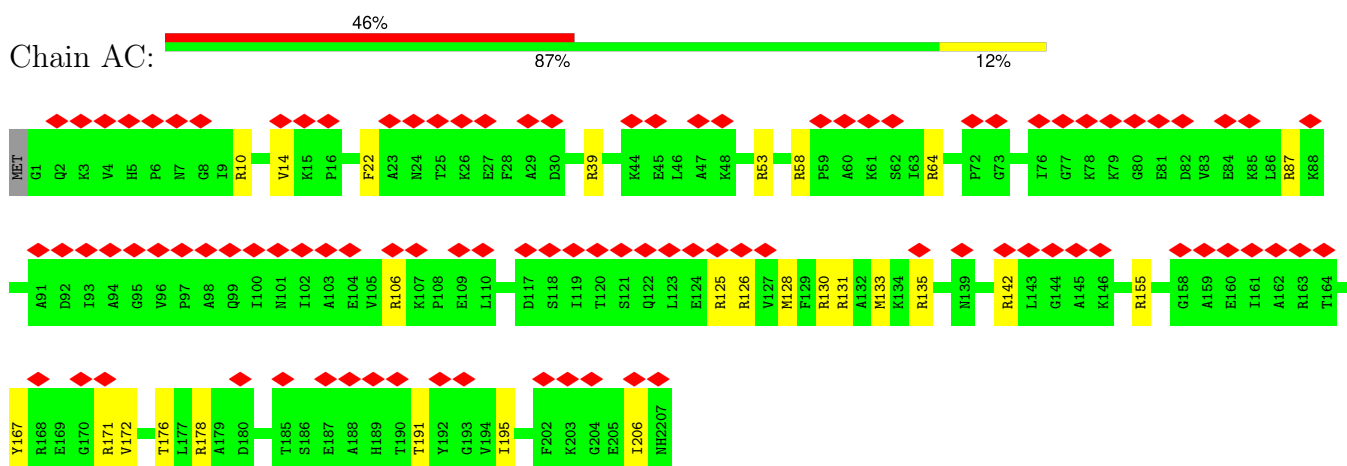 46%
Chain AC:
87%
12%
MET G1 Q2 K3 V4 H5 P6 N7 G8 I9 R10 V14 K15 P16 F22 A23 N24 T25 K26 E27 F28 A29 D30 R39 K44 E45 L46 A47 K48 R53 R58 P59 A60 K61 S62 I63 R64 P72 G73 I76 G77 K78 K79 G80 E81 D82 V83 E84 K85 L86 R87 K88
A91 D92 I93 A94 G95 V96 P97 A98 Q99 I100 N101 I102 A103 E104 V105 R106 K107 P108 E109 L110 D117 S118 I119 T120 S121 Q122 L123 E124 R125 R126 V127 M128 F129 R130 R131 A132 M133 K134 R135 N139 R142 L143 G144 A145 K146 R155 G158 A159 E160 I161 A162 R163 T164
Y167 R168 E169 G170 R171 V172 T176 L177 R178 A179 D180 T185 S186 E187 A188 H189 T190 T191 Y192 G193 V194 I195 F202 K203 G204 E205 I206 NH2207